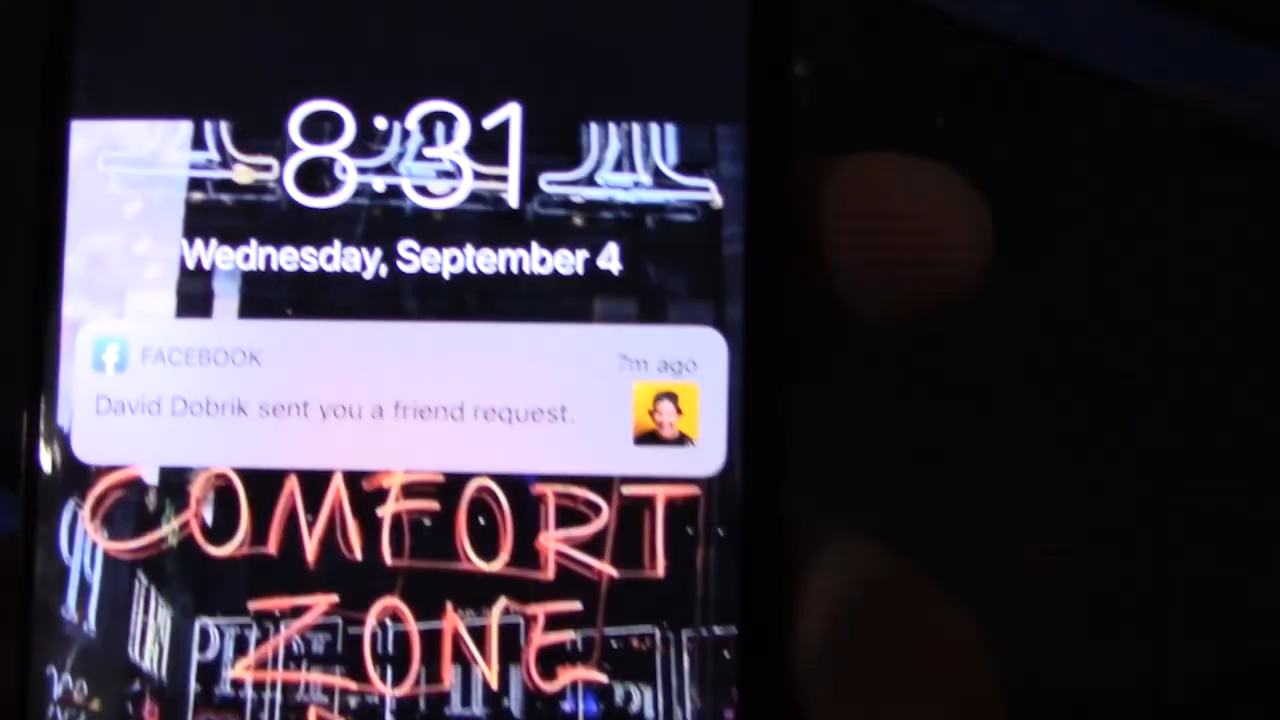 8:31
Wednesday, September 4
FACEBOOK
7m ago
David Dobrik sent you a friend request.
COMFORT
ZONE